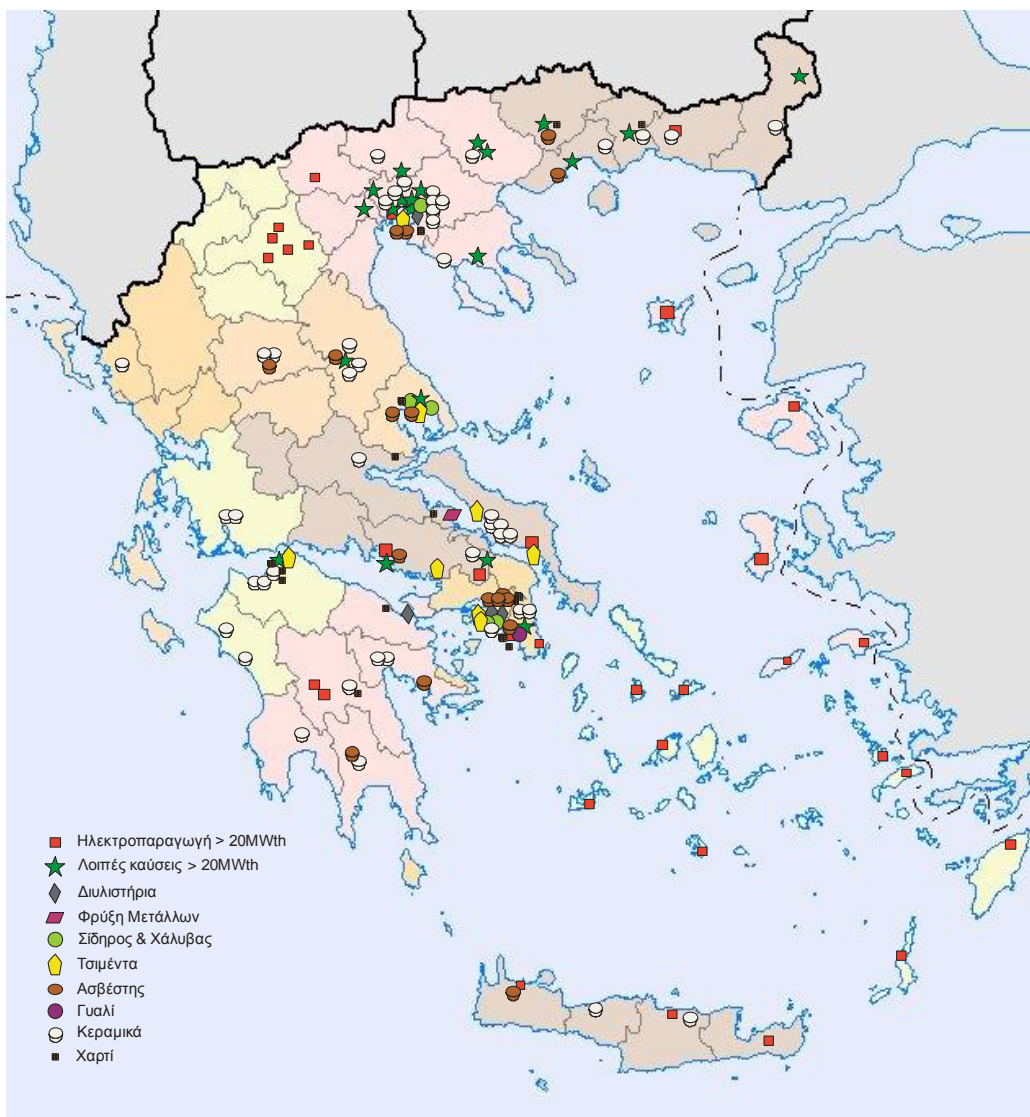 Ηλεκτροπαραγωγή > 20MWth
Λοιπές καύσεις > 20MWth
Διυλιστήρια
Φρύξη Μετάλλων
Σίδηρος & Χάλυβας
Τσιμέντα
Ασβέστης
Γυαλί
Κεραμικά
Χαρτί